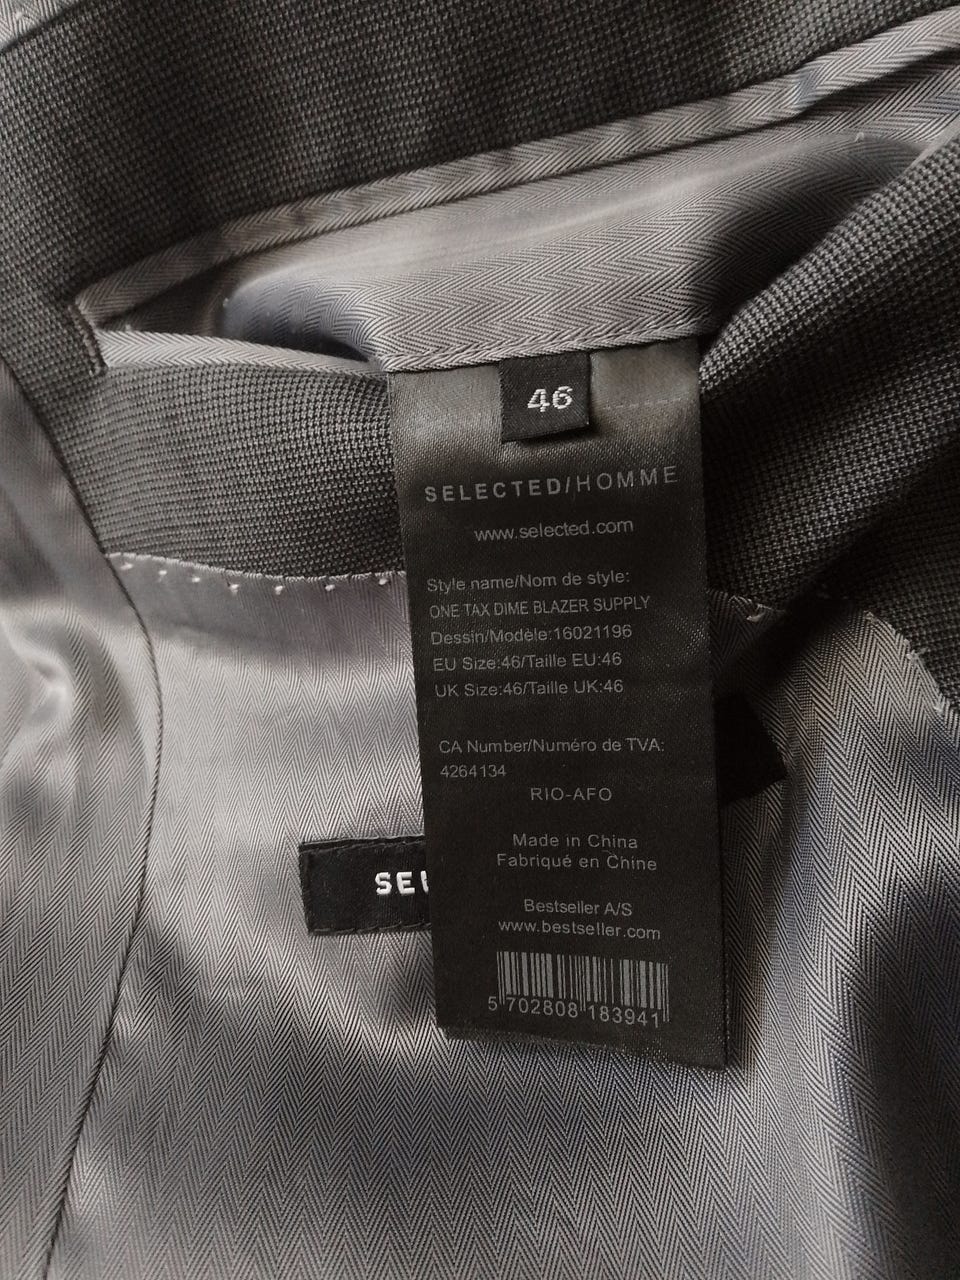 46
SELECTED/HOMME
www.selected.com
Style name/Nom de style:
ONE TAX DIME BLAZER SUPPLY
Dessin/Modèle:16021196
EU Size:46/Taille EU:46
UK Size:46/Taille UK:46
CA Number/Numéro de TVA:
4264134
RIO-AFO
Made in China
Fabriqué en Chine
Bestseller A/S
www.bestseller.com
5 702808 183941